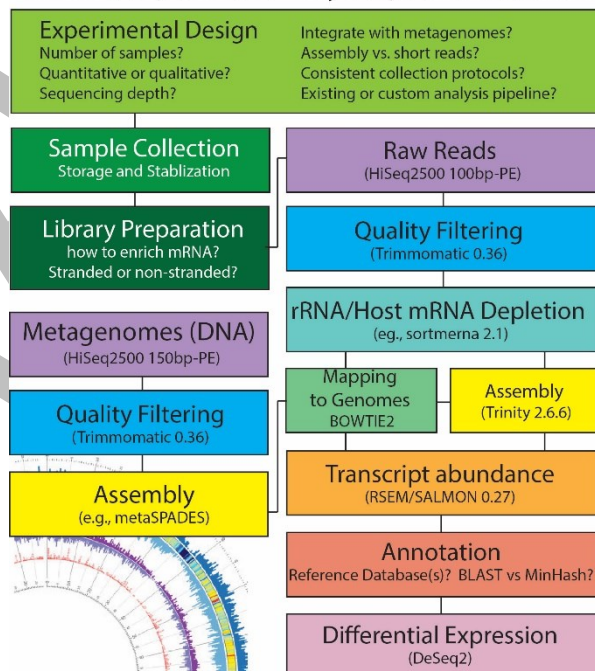 Experimental Design
Number of samples?
Quantitative or qualitative?
Sequencing depth?
Integrate with metagenomes?
Assembly vs. short reads?
Consistent collection protocols?
Existing or custom analysis pipeline?
Sample Collection
Storage and Stablization
Library Preparation
how to enrich mRNA?
Stranded or non-stranded?
Metagenomes (DNA)
(HiSeq2500 150bp-PE)
Quality Filtering
(Trimmomatic 0.36)
Assembly
(e.g., metaSPADES)
Raw Reads
(HiSeq2500 100bp-PE)
Quality Filtering
(Trimmomatic 0.36)
rRNA/Host mRNA Depletion
(eg., sortmerna 2.1)
Mapping
to Genomes
BOWTIE2
Assembly
(Trinity 2.6.6)
Transcript abundance
(RSEM/SALMON 0.27)
Annotation
Reference Database(s)? BLAST vs MinHash?
Differential Expression
(DeSeq2)